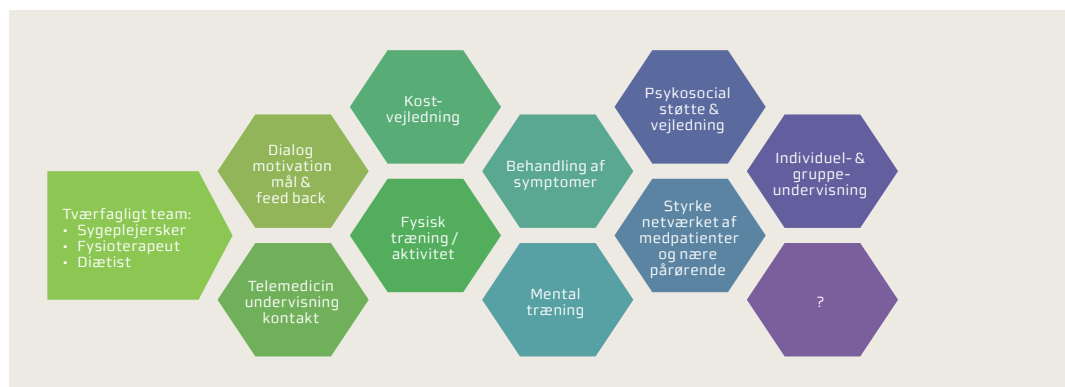 Tværfagligt team:
• Sygeplejersker
• Fysioterapeut
• Diætist
Dialog
motivation
mål &
feed back
Telemedicin
undervisning
kontakt
Kost-
vejledning
Fysisk
træning /
aktivitet
Behandling af
symptomer
Mental
træning
Psykosocial
støtte &
vejledning
Styrke
netværket af
medpatienter
og nære
pårørende
Individuel- &
gruppe-
undervisning
?